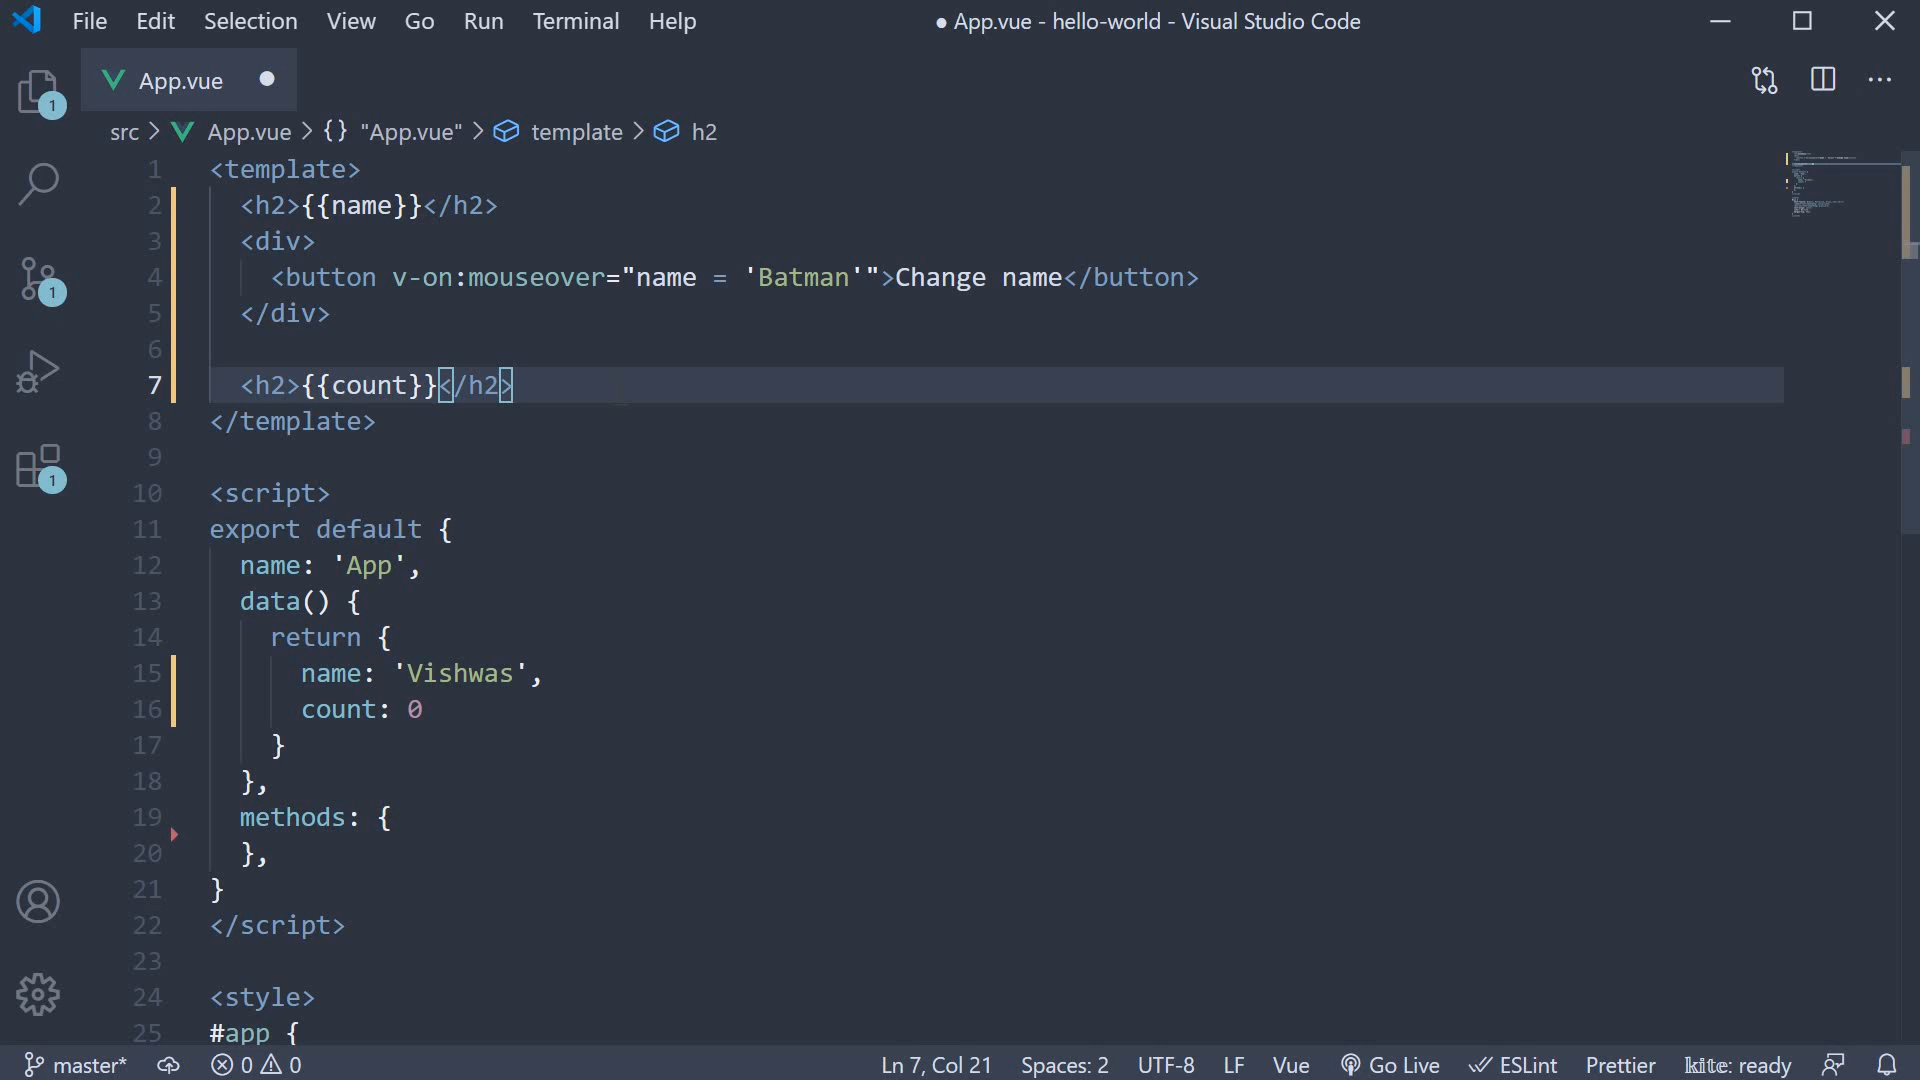 File Edit Selection View Go Run Terminal Help ● App.vue - hello-world - Visual Studio Code
App.vue
1
src > App.vue > {} "App.vue" > template > h2
1 <template>
2 <h2>{{name}}</h2>
3 <div>
4 <button v-on:mouseover="name = 'Batman'">Change name</button>
1
5 </div>
6
7 <h2>{{count}}</h2>
8 </template>
9
1
10 <script>
11 export default {
12 name: 'App',
13 data() {
14 return {
15 name: 'Vishwas',
16 count: 0
17 }
18 },
19 methods: {
20 },
21 }
22 </script>
23
24 <style>
25 #app {
master* 0 0 Ln 7, Col 21 Spaces: 2 UTF-8 LF Vue Go Live ESLint Prettier kite: ready